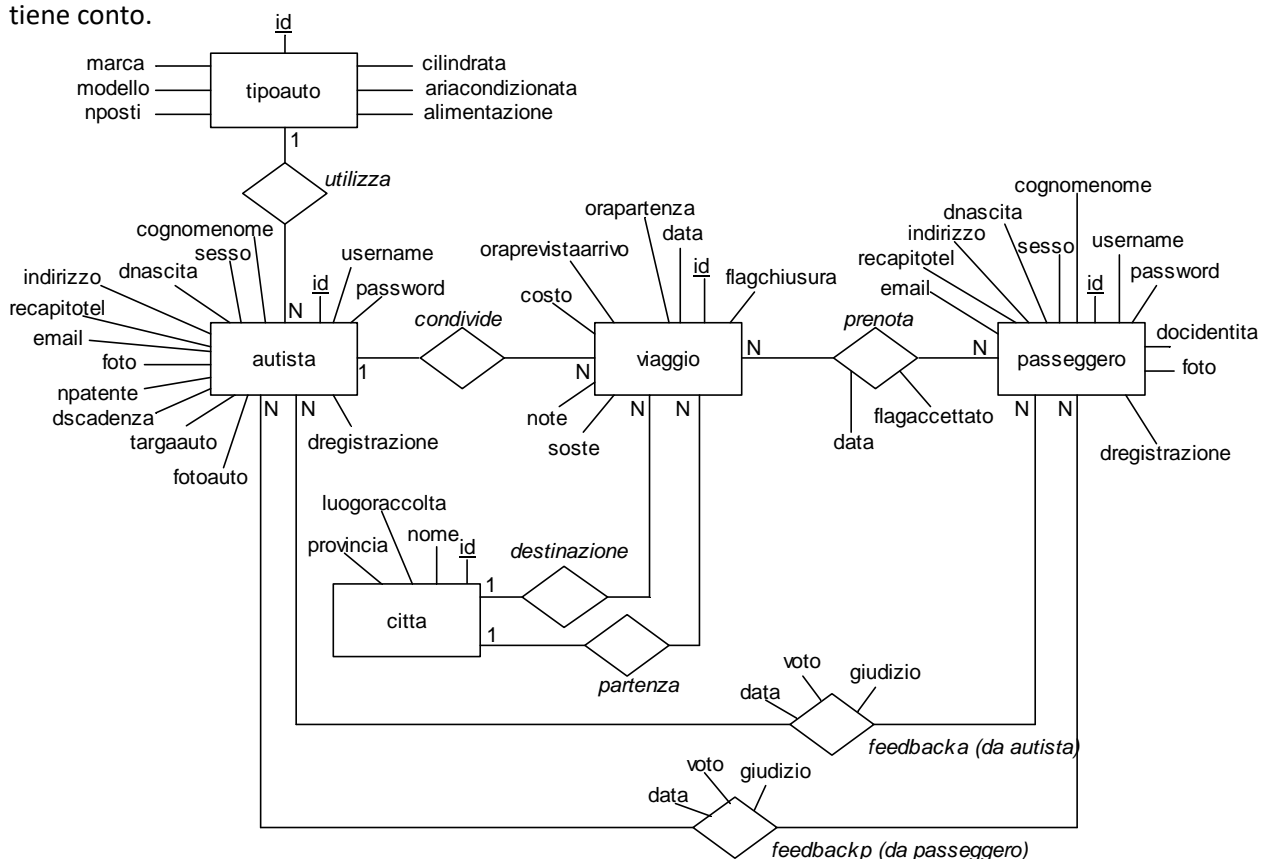 tiene conto.
id
marca
modello
nposti
tipoauto
cilindrata
ariacondizionata
alimentazione
1
utilizza
N
cognomenome
sesso
dnascita
indirizzo
recapitotel
email
foto
npatente
dscadenza
targaauto
fotoauto
id
username
password
autista
1
N
N
dregistrazione
condivide
N
orapartenza
oraprevistaarrivo
data
id
flagchiusura
costo
viaggio
note
soste
N
N
N
prenota
N
data
flagaccettato
cognomenome
dnascita
indirizzo
sesso
username
recapitotel
id
password
email
passeggero
docidentita
foto
N
N
dregistrazione
luogoraccolta
provincia
nome
id
citta
1
destinazione
1
partenza
voto
giudizio
data
feedbacka (da autista)
voto
giudizio
data
feedbackp (da passeggero)